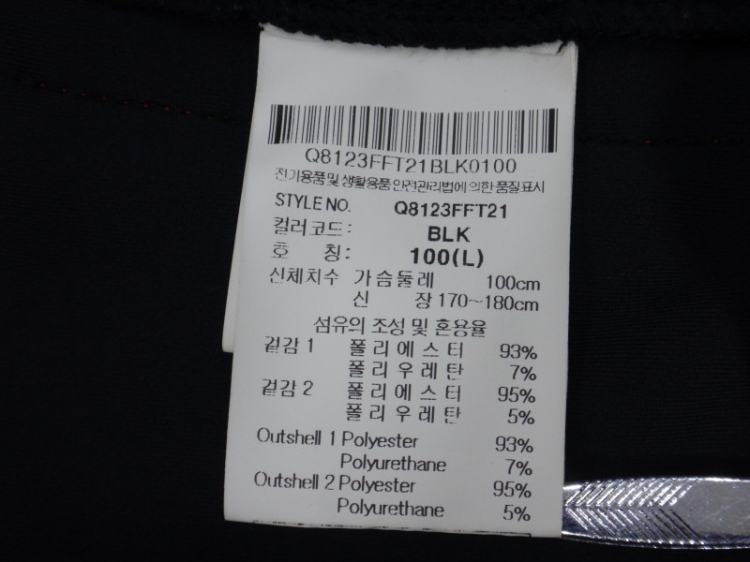 Q8123FFT21BLK0100
전기용품및생활용품안전관리법에의한품질표시
STYLE NO. Q8123FFT21
컬러코드: BLK
호 칭: 100(L)
신체치수 가슴둘레 100cm
신 장 170~180cm
섬유의 조성 및 혼용율
겉감 1 폴리에스터 93%
폴리우레탄 7%
겉감 2 폴리에스터 95%
폴리우레탄 5%
Outshell 1 Polyester 93%
Polyurethane 7%
Outshell 2 Polyester 95%
Polyurethane 5%